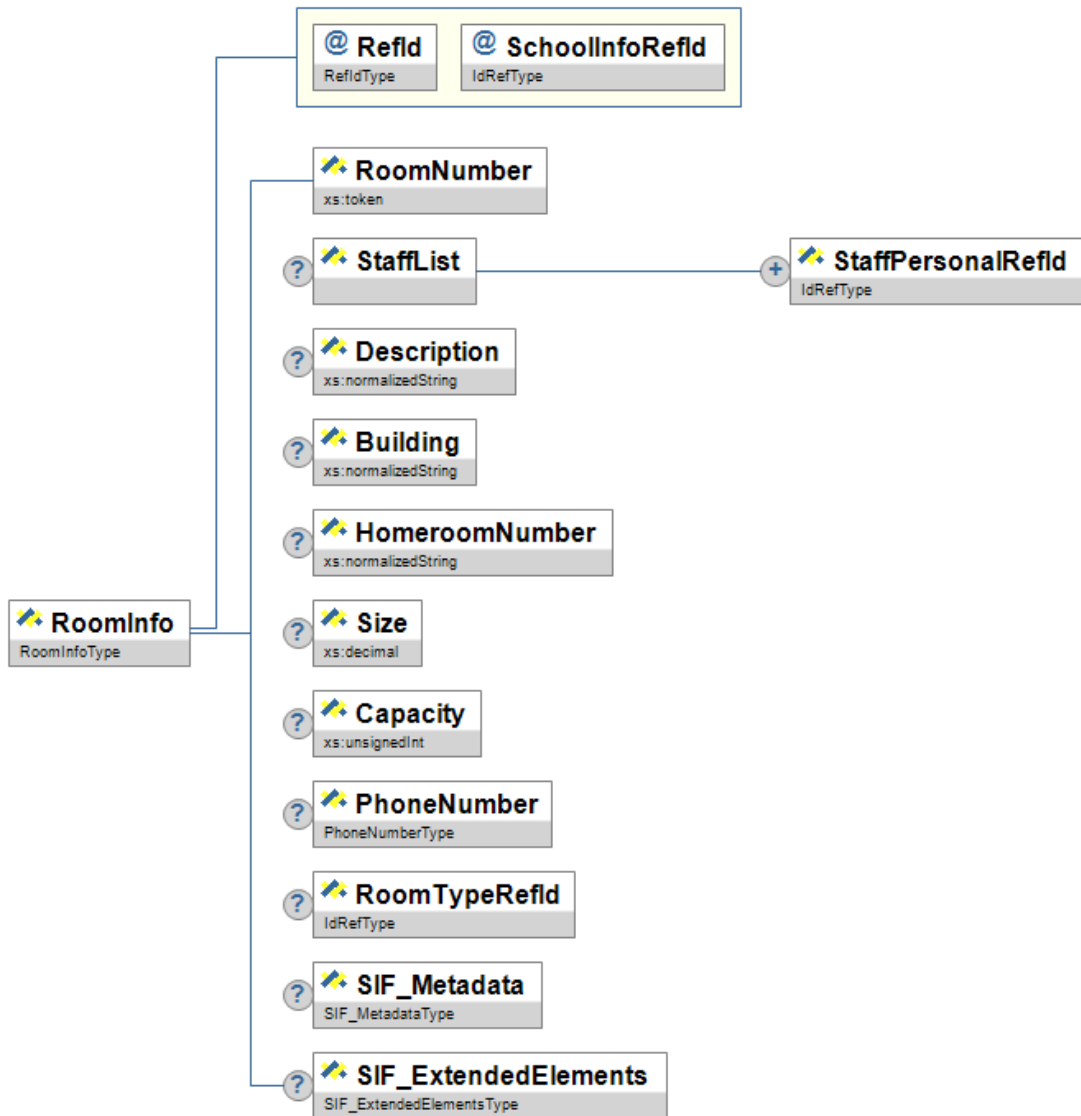 @ RefId
RefIdType
@ SchoolInfoRefId
IdRefType
RoomNumber
xs:token
? StaffList
+ StaffPersonalRefId
IdRefType
? Description
xs:normalizedString
? Building
xs:normalizedString
? HomeroomNumber
xs:normalizedString
RoomInfo
RoomInfoType
? Size
xs:decimal
? Capacity
xs:unsignedInt
? PhoneNumber
PhoneNumberType
? RoomTypeRefId
IdRefType
? SIF_Metadata
SIF_MetadataType
? SIF_ExtendedElements
SIF_ExtendedElementsType